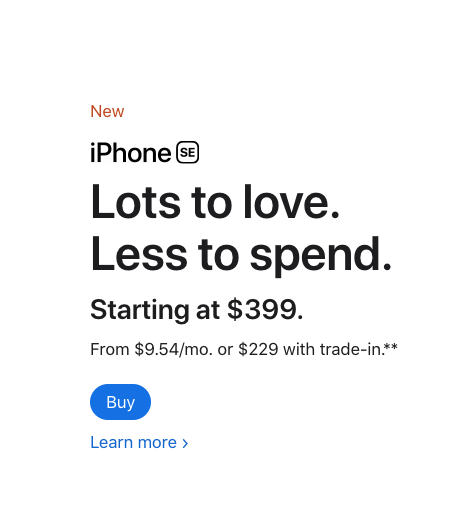 New
iPhone SE
Lots to love.
Less to spend.
Starting at $399.
From $9.54/mo. or $229 with trade-in.**
Buy
Learn more ›